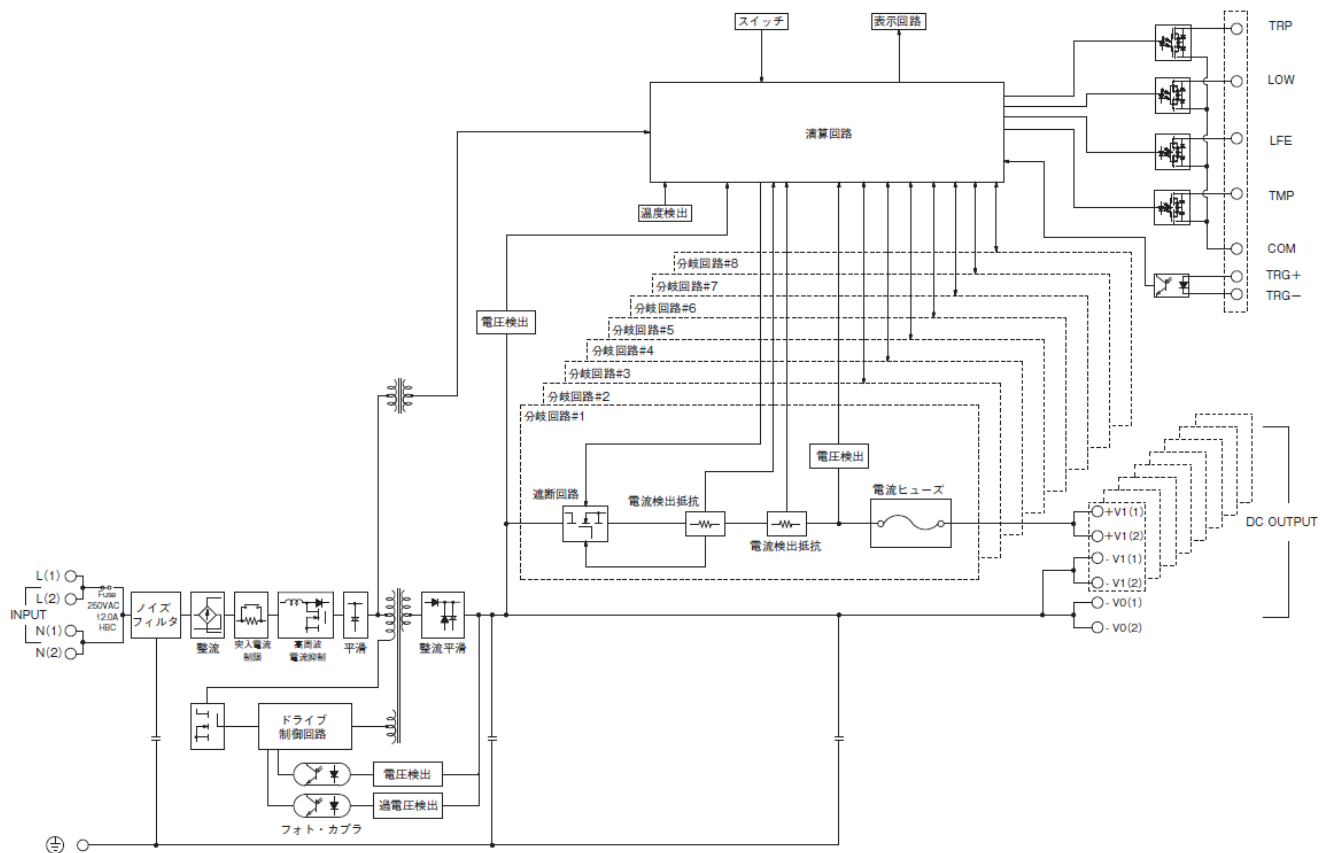 スイッチ
表示回路
TRP
LOW
演算回路
LFE
TMP
温度検出
COM
分岐回路#8
TRG+
分岐回路#7
TRG−
分岐回路#6
電圧検出
分岐回路#5
分岐回路#4
分岐回路#3
分岐回路#2
分岐回路#1
電圧検出
遮断回路
電流検出抵抗
電流ヒューズ
電流検出抵抗
+V1(1)
DC OUTPUT
+V1(2)
- V1(1)
- V1(2)
- V0(1)
- V0(2)
L(1)
L(2)
INPUT
N(1)
N(2)
Fuse
250VAC
12.0A
HBC
ノイズ
フィルタ
整流
突入電流
制限
高周波
電流抑制
平滑
整流平滑
ドライブ
制御回路
電圧検出
過電圧検出
フォト・カプラ